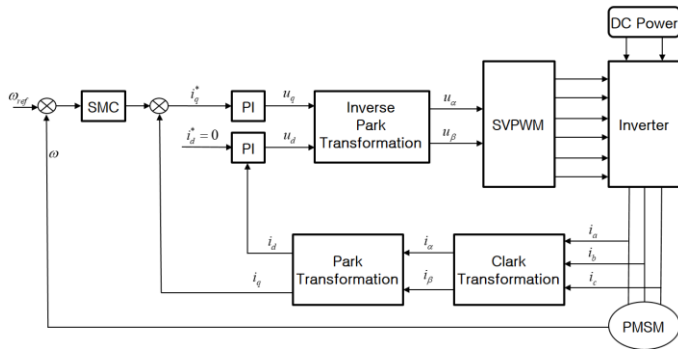 DC Power
ω_ref
SMC
i_q^*
PI
u_q
Inverse
Park
Transformation
u_α
SVPWM
Inverter
i_d^* = 0
PI
u_d
u_β
ω
i_a
i_d
i_α
i_b
Park
Transformation
Clark
Transformation
i_q
i_β
i_c
PMSM